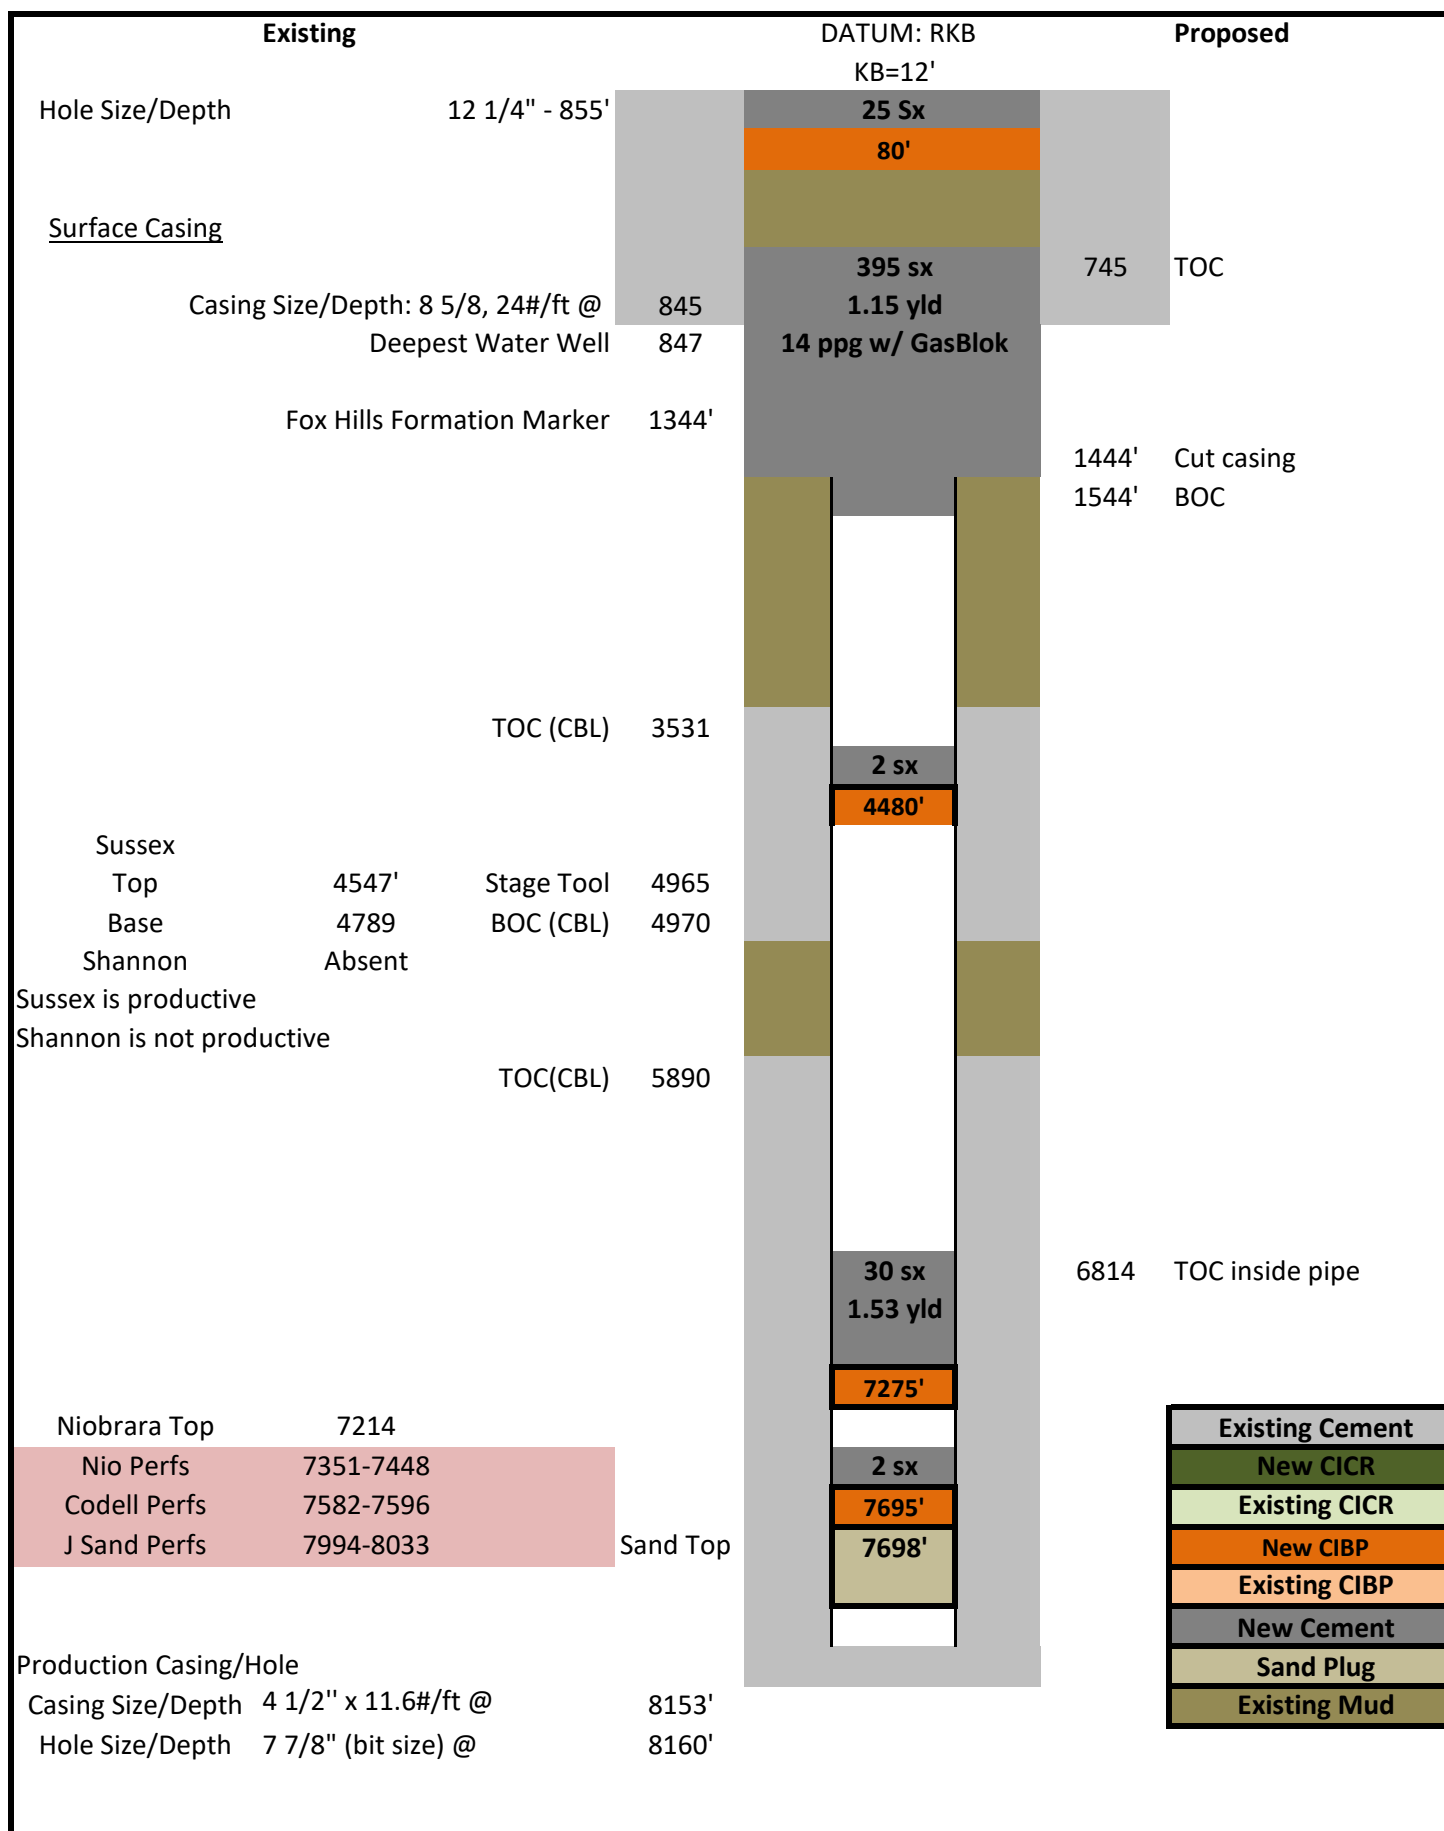 Existing DATUM: RKB Proposed
KB=12'
Hole Size/Depth 12 1/4" - 855' 25 Sx
80'
Surface Casing
395 sx 745 TOC
Casing Size/Depth: 8 5/8, 24#/ft @ 845 1.15 yld
Deepest Water Well 847 14 ppg w/ GasBlok
Fox Hills Formation Marker 1344'
1444' Cut casing
1544' BOC
TOC (CBL) 3531
2 sx
4480'
Sussex
Top 4547' Stage Tool 4965
Base 4789 BOC (CBL) 4970
Shannon Absent
Sussex is productive
Shannon is not productive
TOC(CBL) 5890
30 sx 6814 TOC inside pipe
1.53 yld
7275'
Niobrara Top 7214 Existing Cement
Nio Perfs 7351-7448 2 sx New CICR
Codell Perfs 7582-7596 7695' Existing CICR
J Sand Perfs 7994-8033 Sand Top 7698' New CIBP
Existing CIBP
New Cement
Production Casing/Hole Sand Plug
Casing Size/Depth 4 1/2'' x 11.6#/ft @ 8153' Existing Mud
Hole Size/Depth 7 7/8" (bit size) @ 8160'